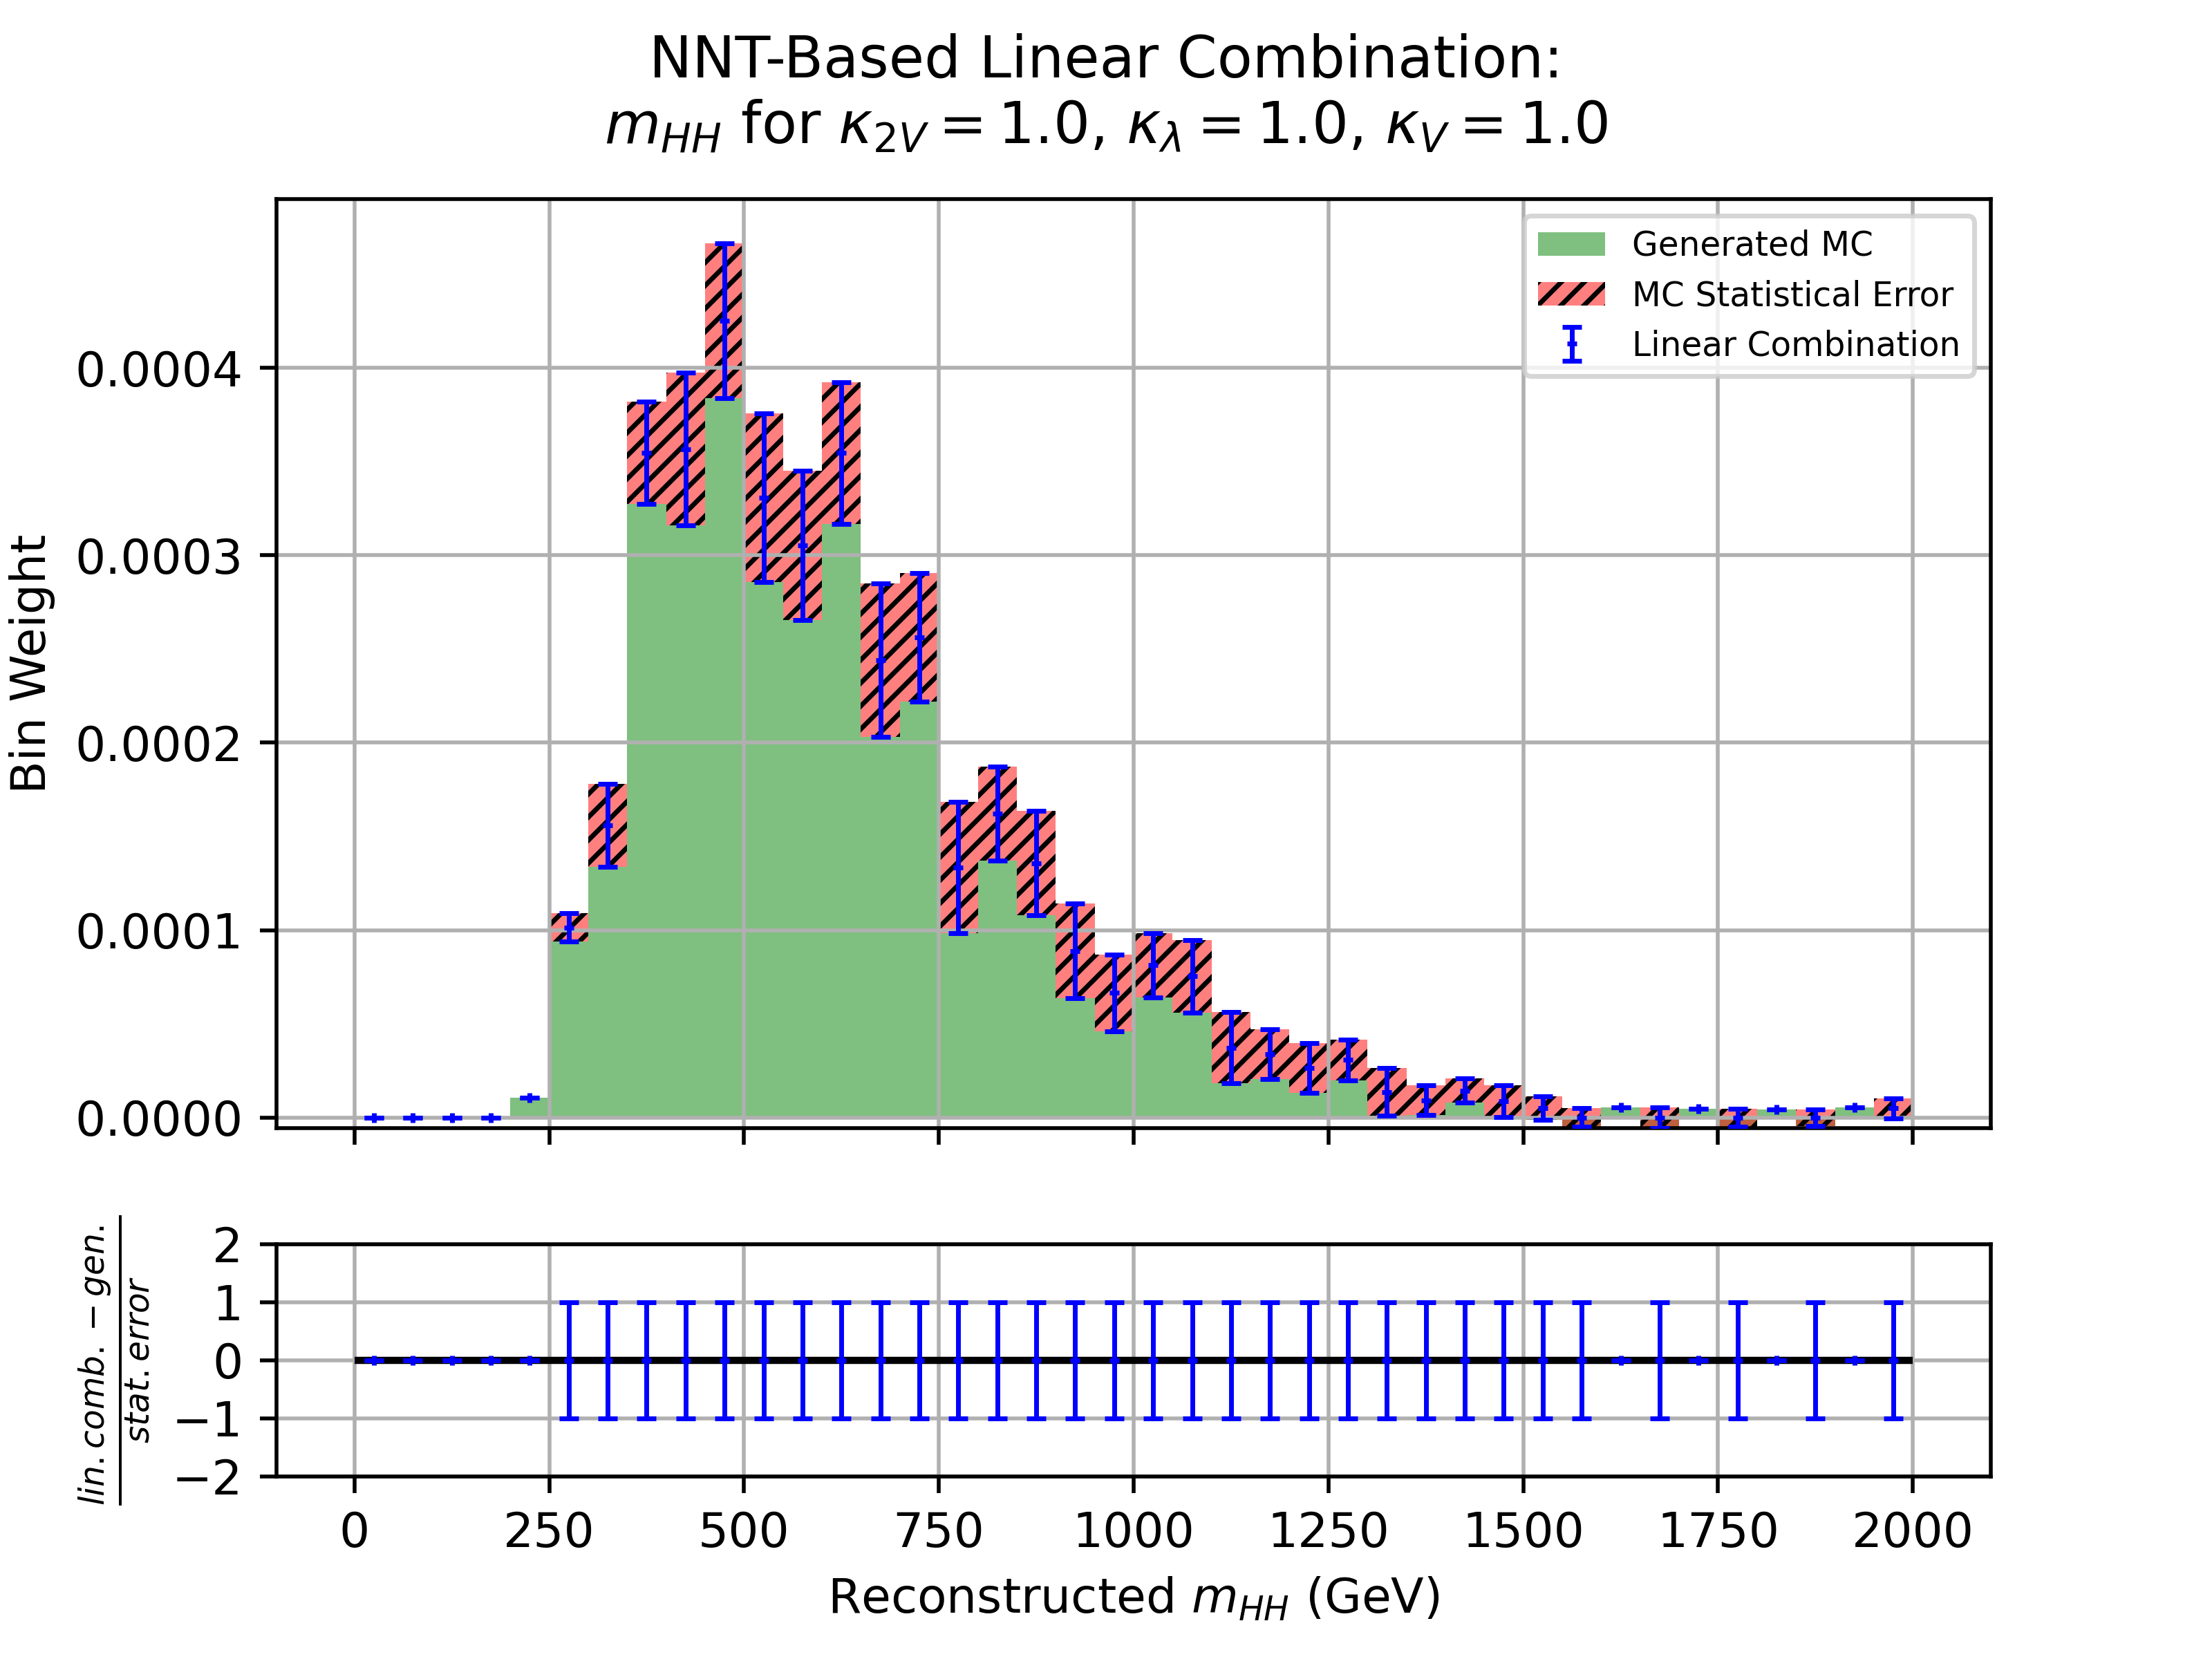 NNT-Based Linear Combination:
m_HH for κ_2V = 1.0, κ_λ = 1.0, κ_V = 1.0
Generated MC
MC Statistical Error
Linear Combination
Bin Weight
0.0004
0.0003
0.0002
0.0001
0.0000
lin. comb. − gen.
stat. error
2
1
0
−1
−2
0 250 500 750 1000 1250 1500 1750 2000
Reconstructed m_HH (GeV)